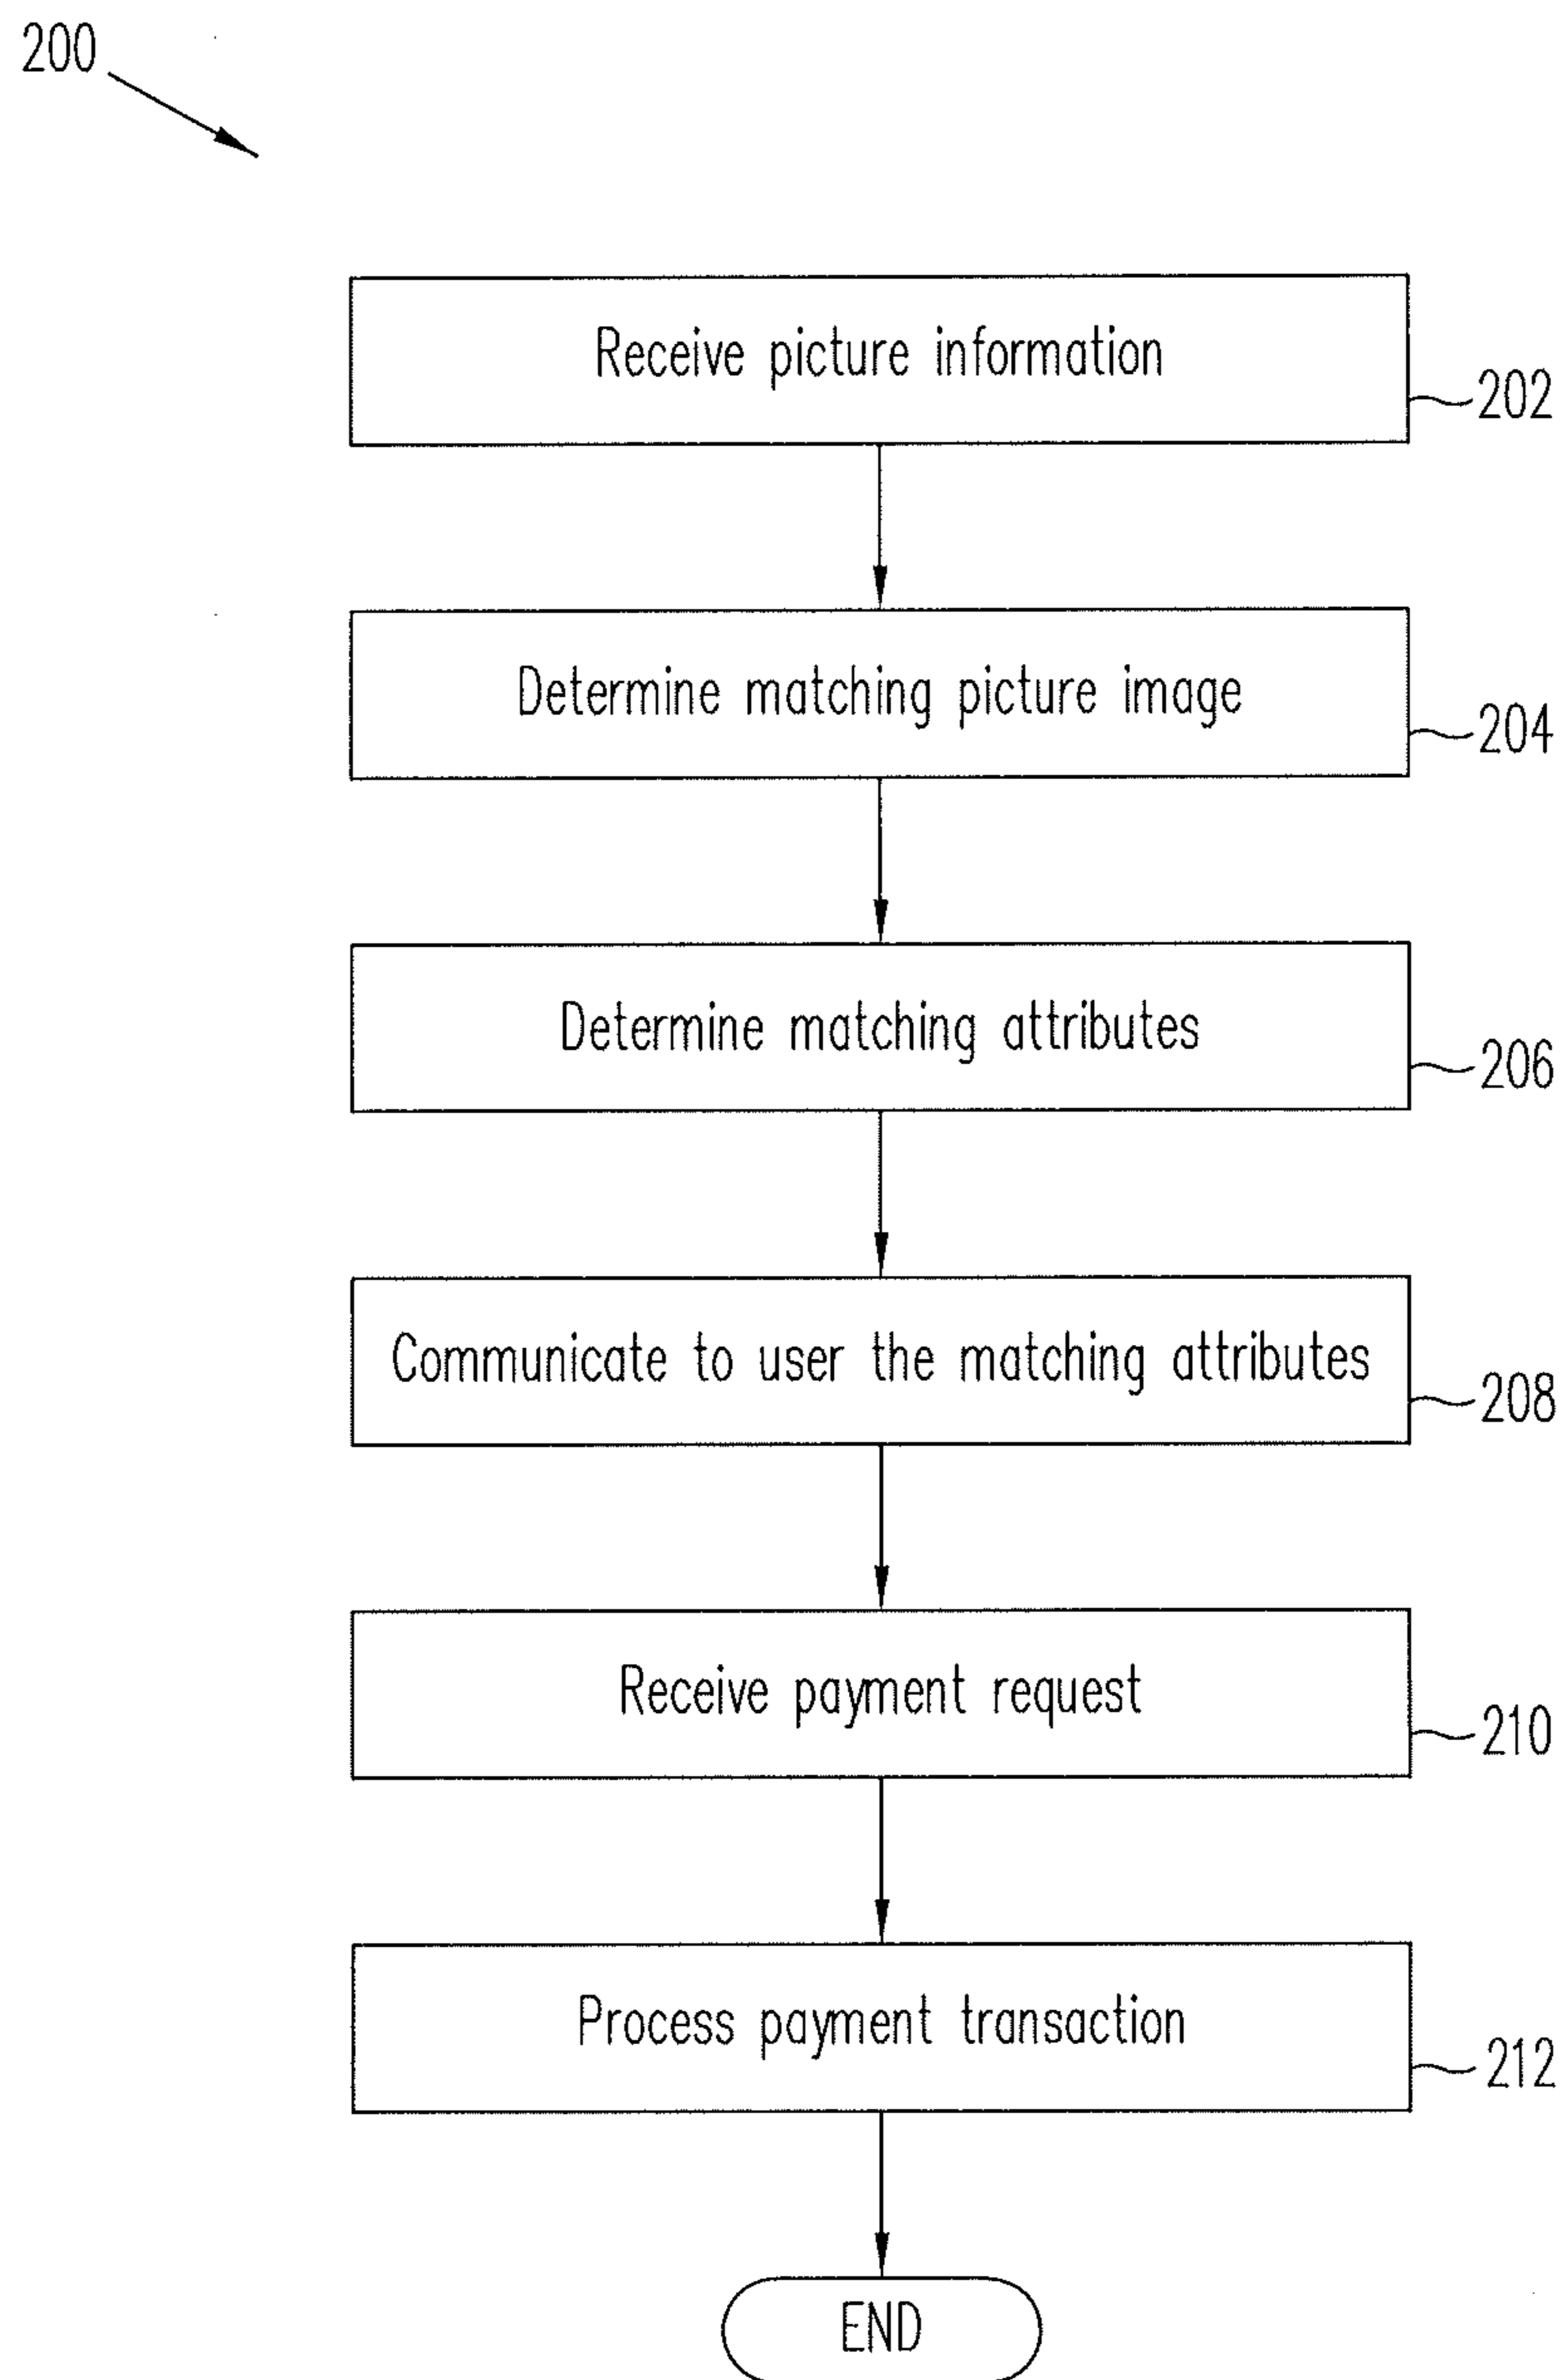 200
Receive picture information
202
Determine matching picture image
204
Determine matching attributes
206
Communicate to user the matching attributes
208
Receive payment request
210
Process payment transaction
212
END